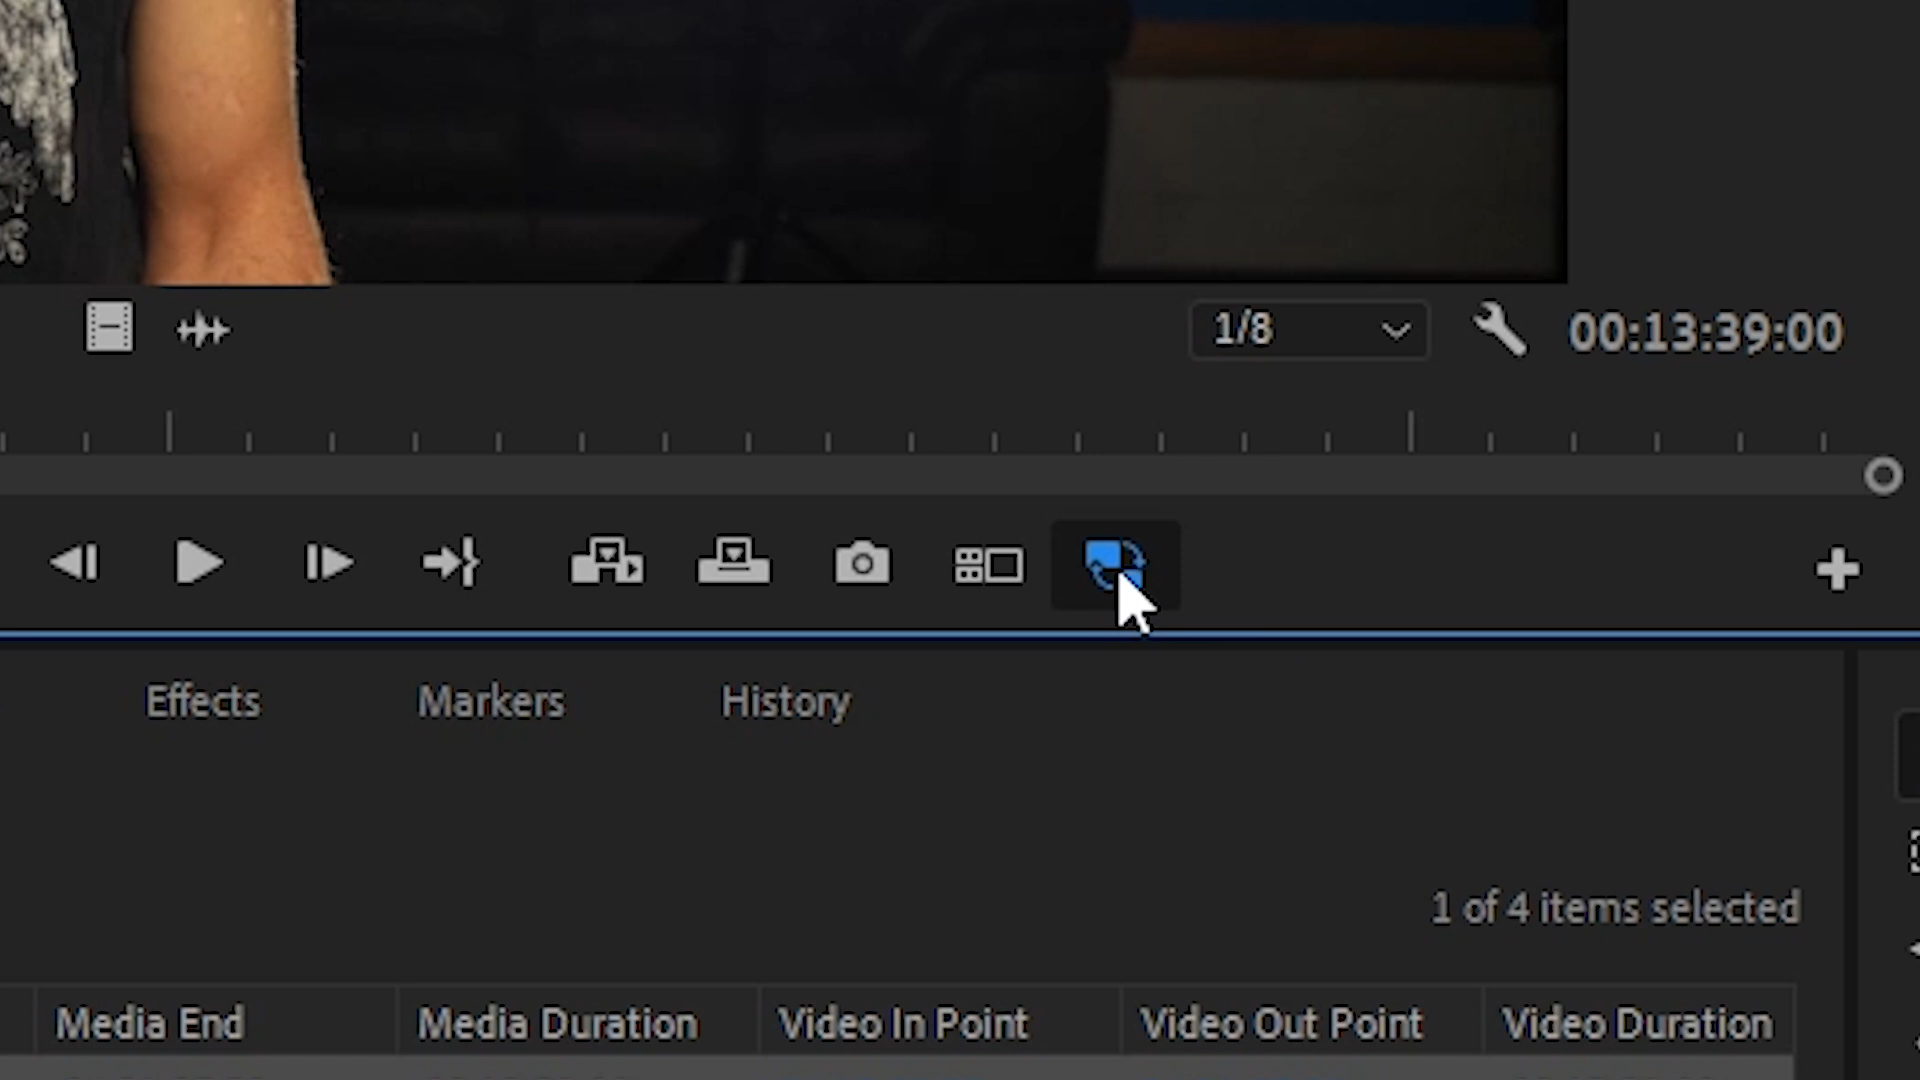 1/8
00:13:39:00
Effects
Markers
History
1 of 4 items selected
Media End
Media Duration
Video In Point
Video Out Point
Video Duration